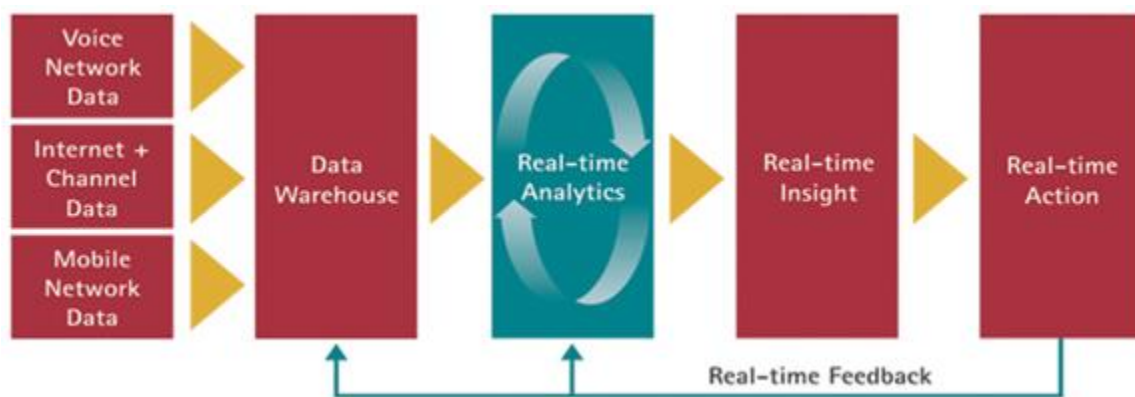 Voice
Network
Data
Internet +
Channel
Data
Mobile
Network
Data
Data
Warehouse
Real-time
Analytics
Real-time
Insight
Real-time
Action
Real-time Feedback